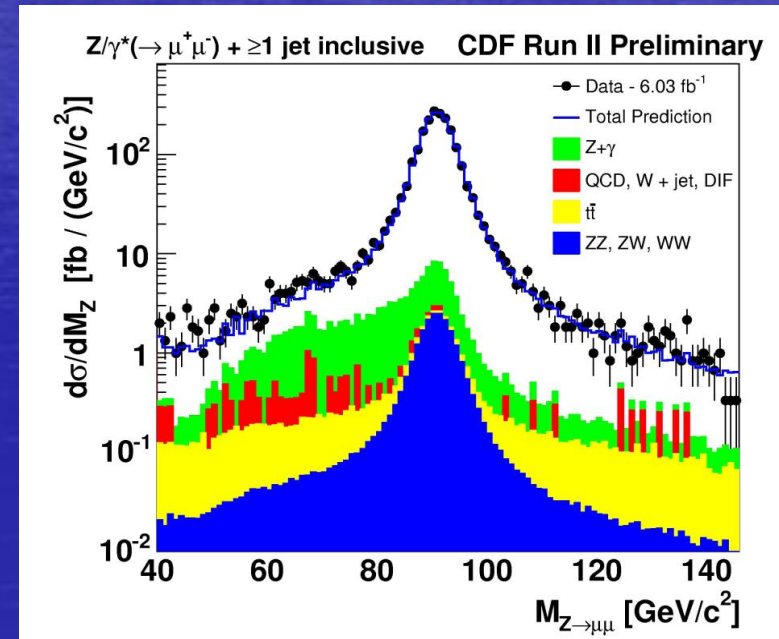 Z/γ*(→ μ⁺μ⁻) + ≥1 jet inclusive CDF Run II Preliminary
dσ/dM_Z [fb / (GeV/c²)]
Data - 6.03 fb⁻¹
Total Prediction
Z+γ
QCD, W + jet, DIF
tt̄
ZZ, ZW, WW
10²
10
1
10⁻¹
10⁻²
40 60 80 100 120 140
M_Z→μμ [GeV/c²]